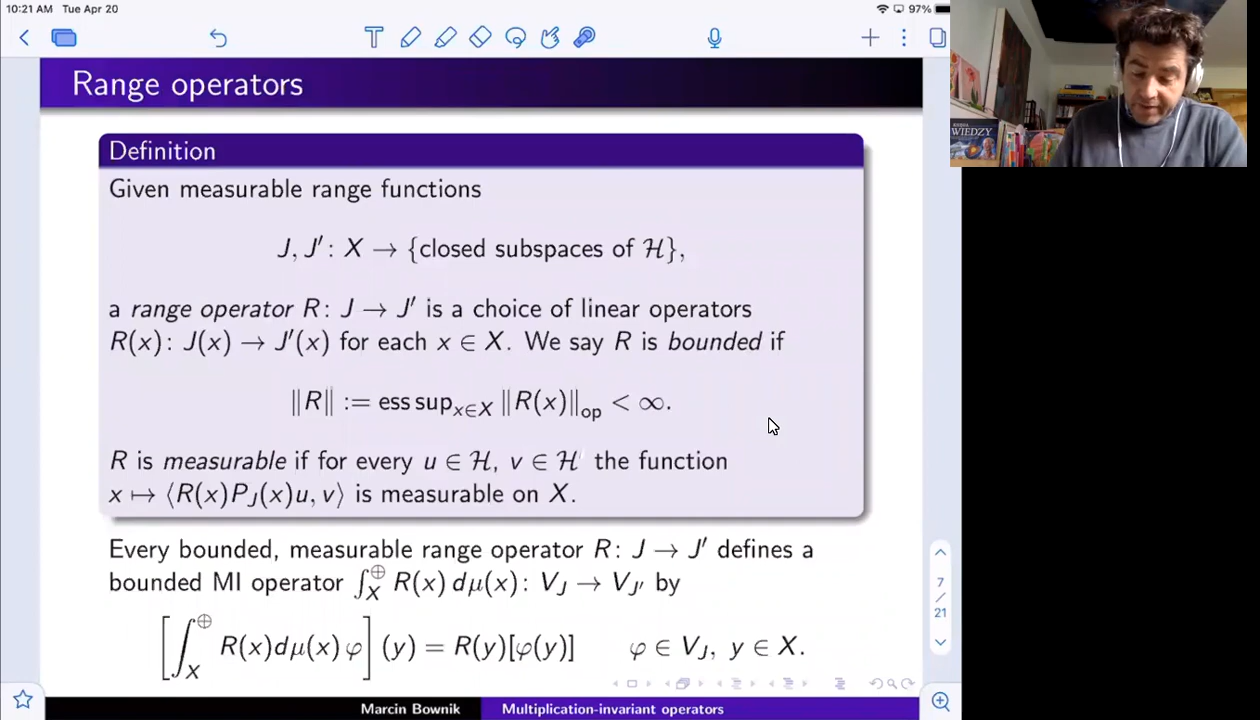 10:21 AM Tue Apr 20
97%
Range operators
Definition
Given measurable range functions
J, J′: X → {closed subspaces of ℋ},
a range operator R: J → J′ is a choice of linear operators
R(x): J(x) → J′(x) for each x ∈ X. We say R is bounded if
‖R‖ := ess sup_{x∈X} ‖R(x)‖_{op} < ∞.
R is measurable if for every u ∈ ℋ, v ∈ ℋ′ the function
x ↦ ⟨R(x)P_J(x)u, v⟩ is measurable on X.
Every bounded, measurable range operator R: J → J′ defines a
bounded MI operator ∫_X^⊕ R(x) dμ(x): V_J → V_{J′} by
[∫_X^⊕ R(x)dμ(x) φ] (y) = R(y)[φ(y)] φ ∈ V_J, y ∈ X.
7
/
21
Marcin Bownik Multiplication-invariant operators
WIEDZY